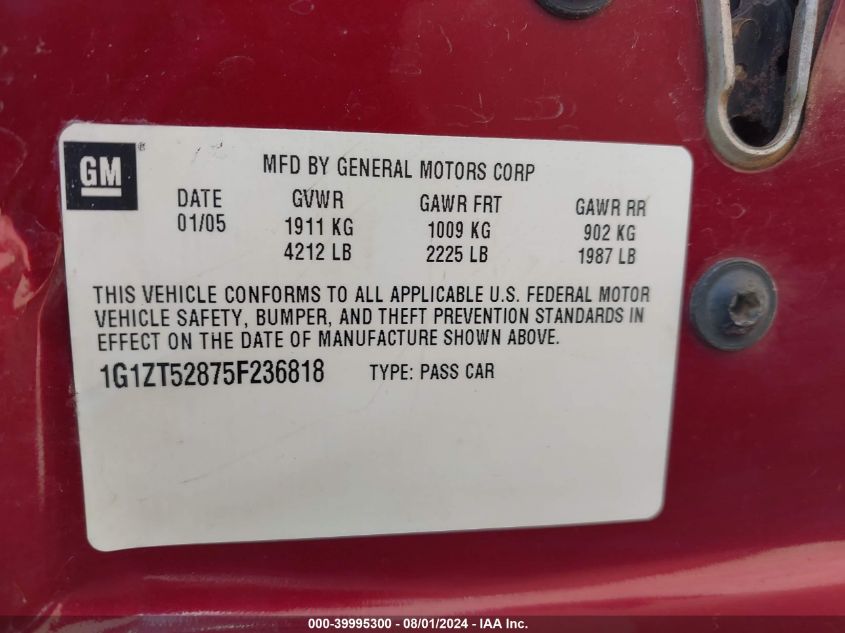 GM ® MFD BY GENERAL MOTORS CORP
DATE GVWR GAWR FRT GAWR RR
01/05 1911 KG 1009 KG 902 KG
4212 LB 2225 LB 1987 LB
THIS VEHICLE CONFORMS TO ALL APPLICABLE U.S. FEDERAL MOTOR
VEHICLE SAFETY, BUMPER, AND THEFT PREVENTION STANDARDS IN
EFFECT ON THE DATE OF MANUFACTURE SHOWN ABOVE.
1G1ZT52875F236818 TYPE: PASS CAR
000-39995300 - 08/01/2024 - IAA Inc.